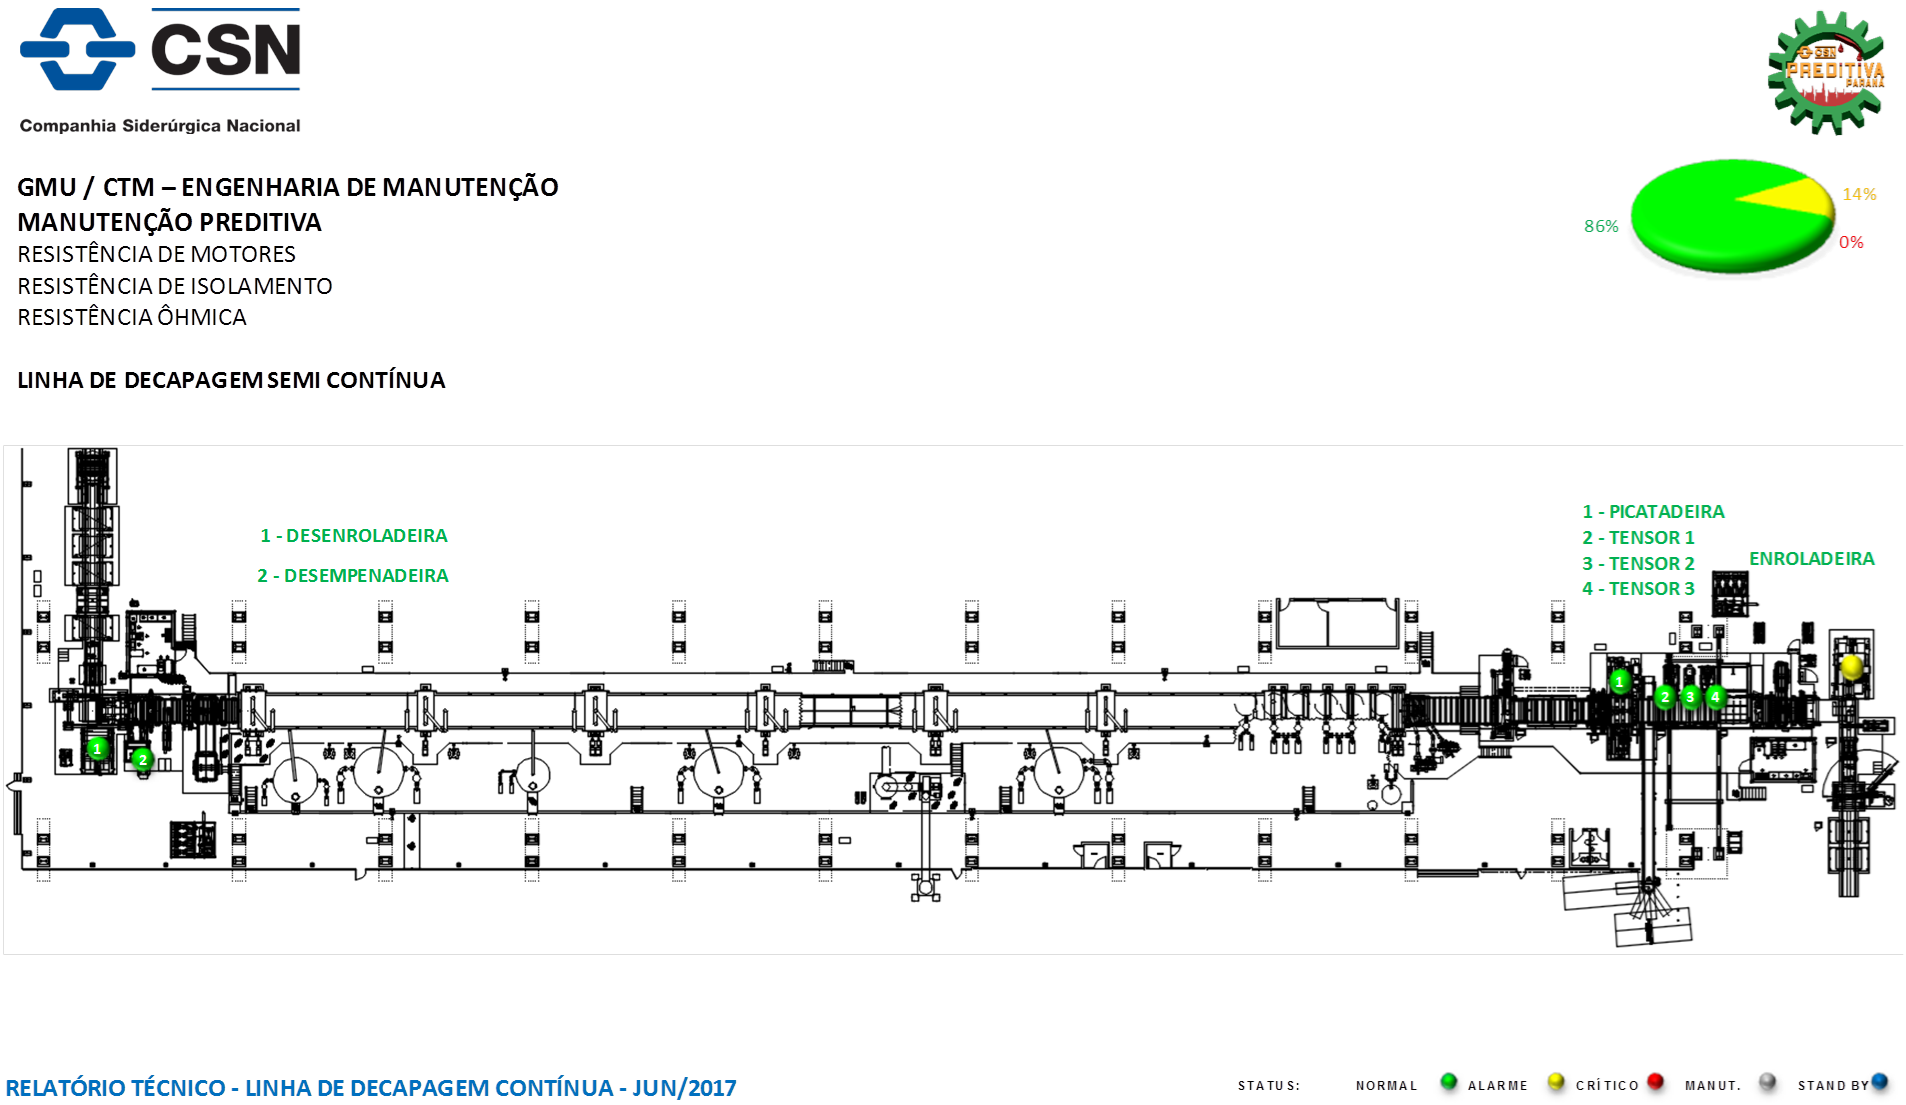 CSN
Companhia Siderúrgica Nacional
CSN
PREDITIVA
PARANÁ
GMU / CTM – ENGENHARIA DE MANUTENÇÃO
MANUTENÇÃO PREDITIVA
RESISTÊNCIA DE MOTORES
RESISTÊNCIA DE ISOLAMENTO
RESISTÊNCIA ÔHMICA
LINHA DE DECAPAGEM SEMI CONTÍNUA
86%
14%
0%
1 - DESENROLADEIRA
2 - DESEMPENADEIRA
1 - PICATADEIRA
2 - TENSOR 1
3 - TENSOR 2
4 - TENSOR 3
ENROLADEIRA
1
2
1
2
3
4
RELATÓRIO TÉCNICO - LINHA DE DECAPAGEM CONTÍNUA - JUN/2017
STATUS: NORMAL ALARME CRÍTICO MANUT. STAND BY